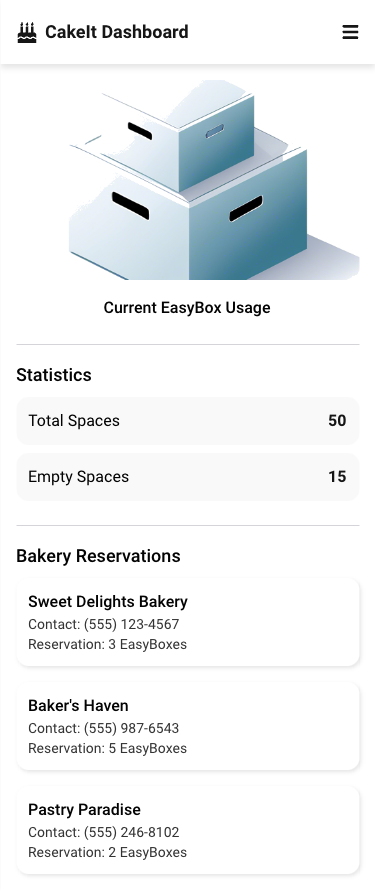 CakeIt Dashboard
Current EasyBox Usage
Statistics
Total Spaces 50
Empty Spaces 15
Bakery Reservations
Sweet Delights Bakery
Contact: (555) 123-4567
Reservation: 3 EasyBoxes
Baker's Haven
Contact: (555) 987-6543
Reservation: 5 EasyBoxes
Pastry Paradise
Contact: (555) 246-8102
Reservation: 2 EasyBoxes